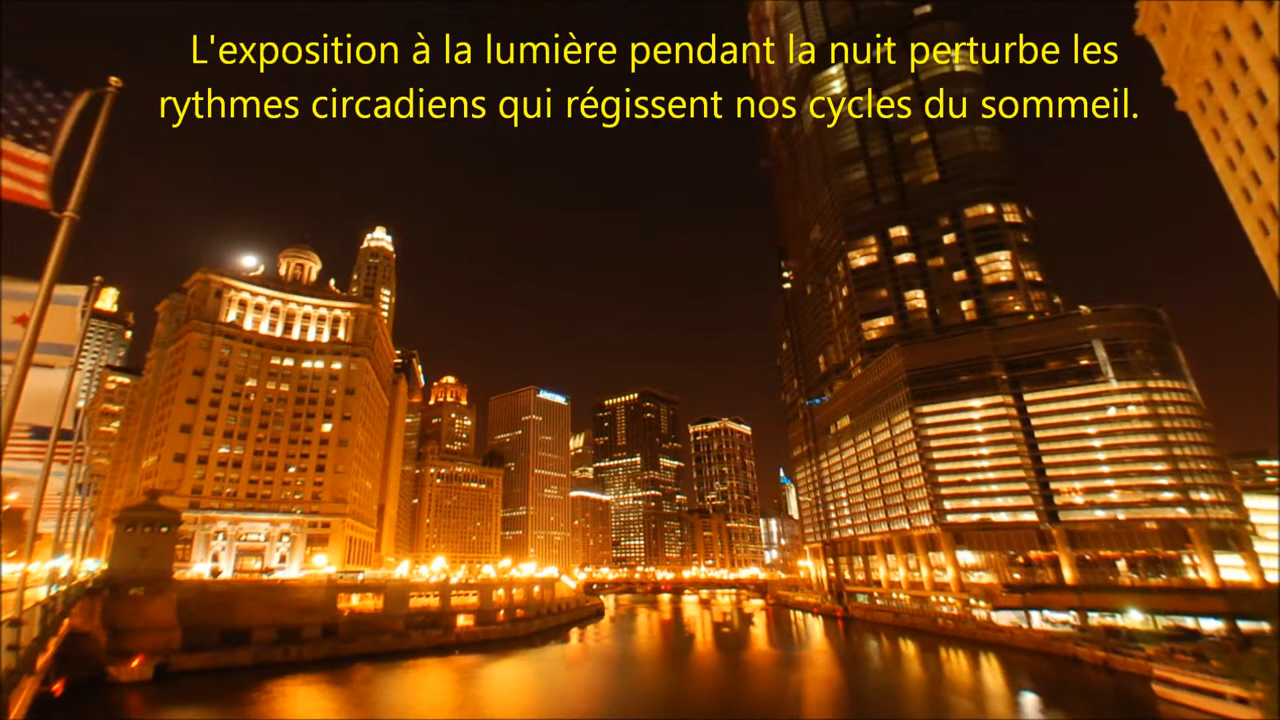 L'exposition à la lumière pendant la nuit perturbe les
rythmes circadiens qui régissent nos cycles du sommeil.